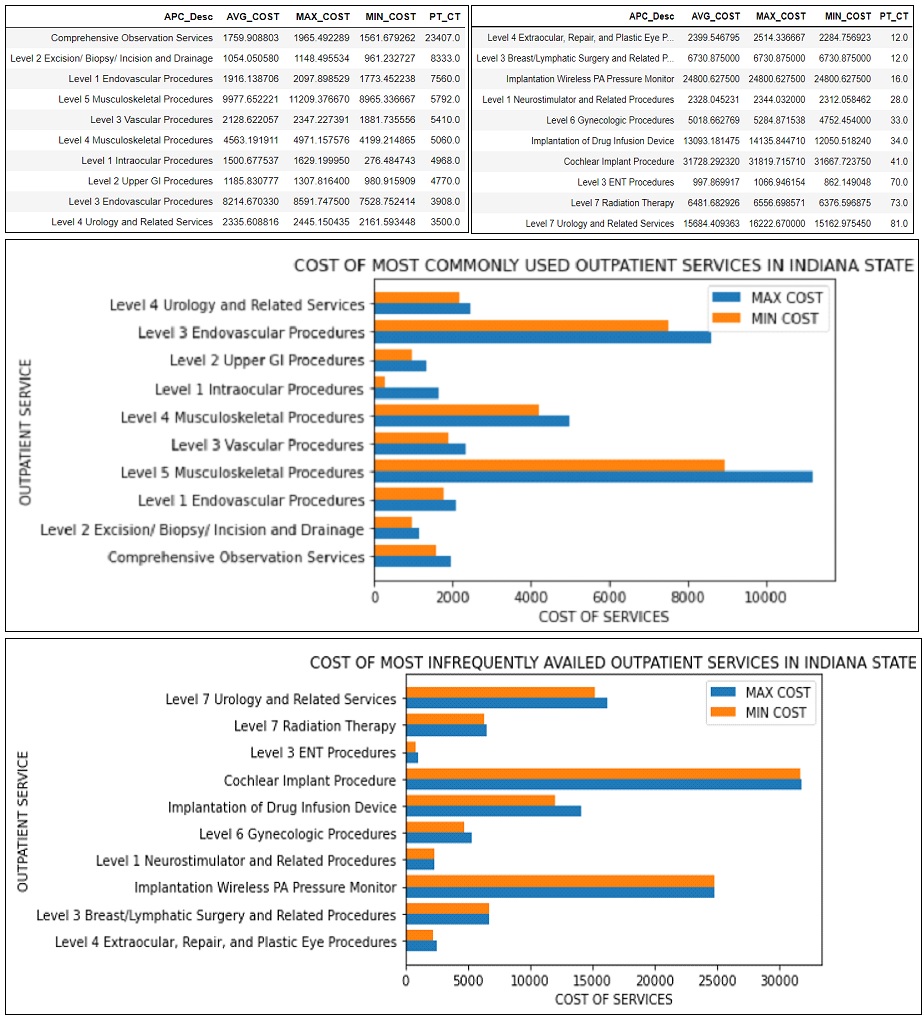 APC_Desc AVG_COST MAX_COST MIN_COST PT_CT
Comprehensive Observation Services 1759.908803 1965.492289 1561.679262 23407.0
Level 2 Excision/ Biopsy/ Incision and Drainage 1054.050580 1148.495534 961.232727 8333.0
Level 1 Endovascular Procedures 1916.138706 2097.898529 1773.452238 7560.0
Level 5 Musculoskeletal Procedures 9977.652221 11209.376670 8965.336667 5792.0
Level 3 Vascular Procedures 2128.622057 2347.227391 1881.735556 5410.0
Level 4 Musculoskeletal Procedures 4563.191911 4971.157576 4199.214865 5060.0
Level 1 Intraocular Procedures 1500.677537 1629.199950 276.484743 4968.0
Level 2 Upper GI Procedures 1185.830777 1307.816400 980.915909 4770.0
Level 3 Endovascular Procedures 8214.670330 8591.747500 7528.752414 3908.0
Level 4 Urology and Related Services 2335.608816 2445.150435 2161.593448 3500.0
APC_Desc AVG_COST MAX_COST MIN_COST PT_CT
Level 4 Extraocular, Repair, and Plastic Eye P... 2399.546795 2514.336667 2284.756923 12.0
Level 3 Breast/Lymphatic Surgery and Related P... 6730.875000 6730.875000 6730.875000 12.0
Implantation Wireless PA Pressure Monitor 24800.627500 24800.627500 24800.627500 16.0
Level 1 Neurostimulator and Related Procedures 2328.045231 2344.032000 2312.058462 28.0
Level 6 Gynecologic Procedures 5018.662769 5284.871538 4752.454000 33.0
Implantation of Drug Infusion Device 13093.181475 14135.844710 12050.518240 34.0
Cochlear Implant Procedure 31728.292320 31819.715710 31667.723750 41.0
Level 3 ENT Procedures 997.869917 1066.946154 862.149048 70.0
Level 7 Radiation Therapy 6481.682926 6556.698571 6376.596875 73.0
Level 7 Urology and Related Services 15684.409363 16222.670000 15162.975450 81.0
COST OF MOST COMMONLY USED OUTPATIENT SERVICES IN INDIANA STATE
MAX COST
MIN COST
OUTPATIENT SERVICE
Level 4 Urology and Related Services
Level 3 Endovascular Procedures
Level 2 Upper GI Procedures
Level 1 Intraocular Procedures
Level 4 Musculoskeletal Procedures
Level 3 Vascular Procedures
Level 5 Musculoskeletal Procedures
Level 1 Endovascular Procedures
Level 2 Excision/ Biopsy/ Incision and Drainage
Comprehensive Observation Services
0 2000 4000 6000 8000 10000
COST OF SERVICES
COST OF MOST INFREQUENTLY AVAILED OUTPATIENT SERVICES IN INDIANA STATE
MAX COST
MIN COST
OUTPATIENT SERVICE
Level 7 Urology and Related Services
Level 7 Radiation Therapy
Level 3 ENT Procedures
Cochlear Implant Procedure
Implantation of Drug Infusion Device
Level 6 Gynecologic Procedures
Level 1 Neurostimulator and Related Procedures
Implantation Wireless PA Pressure Monitor
Level 3 Breast/Lymphatic Surgery and Related Procedures
Level 4 Extraocular, Repair, and Plastic Eye Procedures
0 5000 10000 15000 20000 25000 30000
COST OF SERVICES